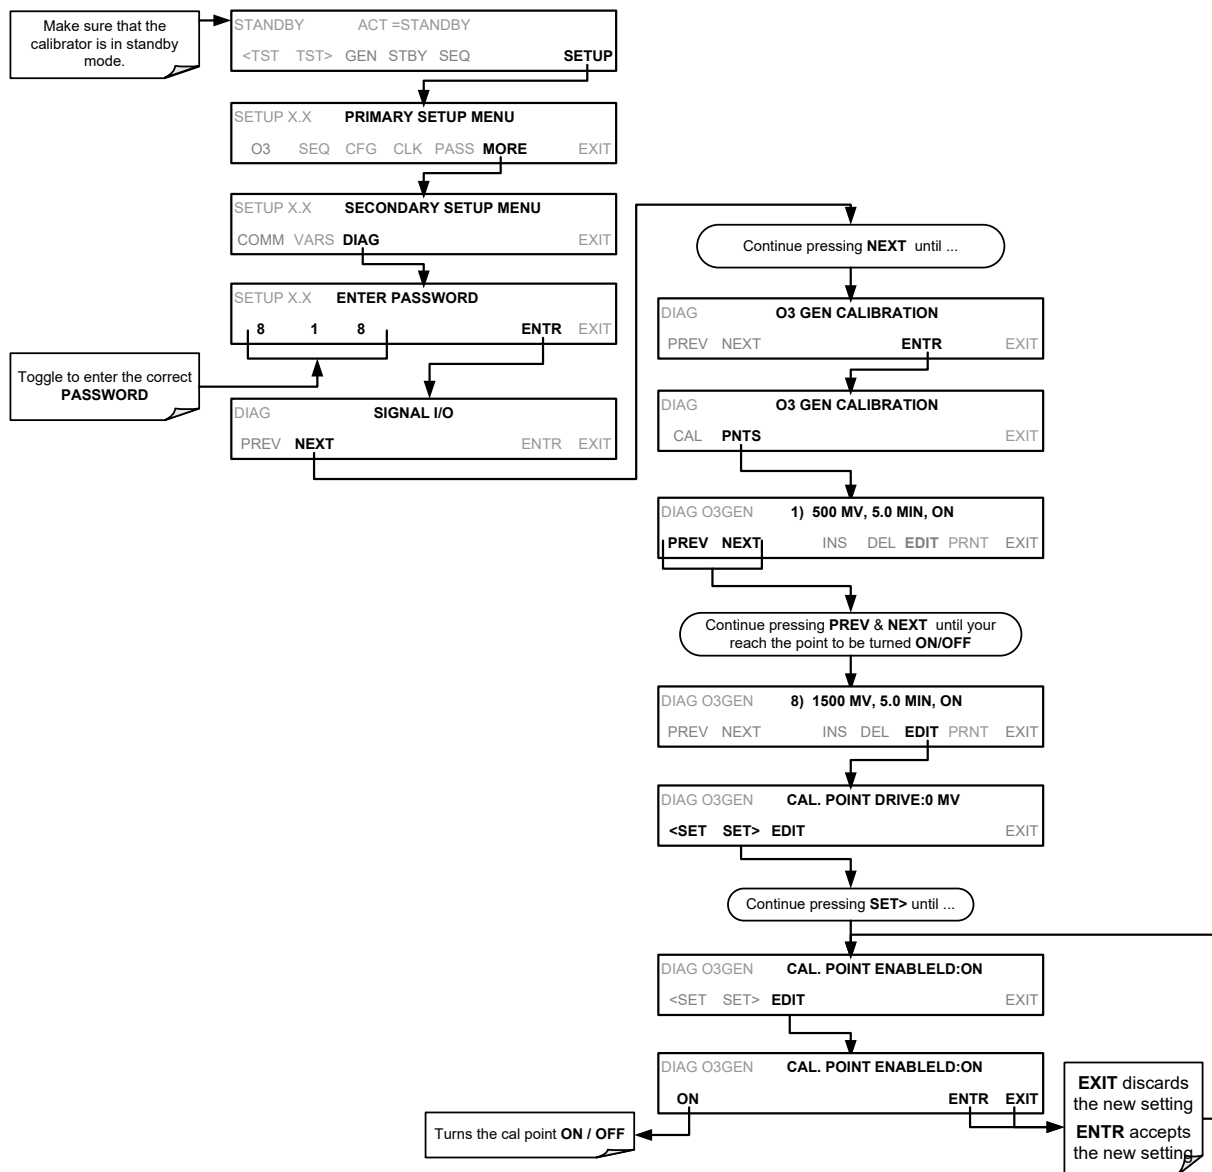 Make sure that the
calibrator is in standby
mode.
STANDBY ACT =STANDBY
<TST TST> GEN STBY SEQ SETUP
SETUP X.X PRIMARY SETUP MENU
O3 SEQ CFG CLK PASS MORE EXIT
SETUP X.X SECONDARY SETUP MENU
COMM VARS DIAG EXIT
SETUP X.X ENTER PASSWORD
8 1 8 ENTR EXIT
Toggle to enter the correct
PASSWORD
DIAG SIGNAL I/O
PREV NEXT ENTR EXIT
Continue pressing NEXT until ...
DIAG O3 GEN CALIBRATION
PREV NEXT ENTR EXIT
DIAG O3 GEN CALIBRATION
CAL PNTS EXIT
DIAG O3GEN 1) 500 MV, 5.0 MIN, ON
PREV NEXT INS DEL EDIT PRNT EXIT
Continue pressing PREV & NEXT until your
reach the point to be turned ON/OFF
DIAG O3GEN 8) 1500 MV, 5.0 MIN, ON
PREV NEXT INS DEL EDIT PRNT EXIT
DIAG O3GEN CAL. POINT DRIVE:0 MV
<SET SET> EDIT EXIT
Continue pressing SET> until ...
DIAG O3GEN CAL. POINT ENABLELD:ON
<SET SET> EDIT EXIT
DIAG O3GEN CAL. POINT ENABLELD:ON
ON ENTR EXIT
Turns the cal point ON / OFF
EXIT discards
the new setting
ENTR accepts
the new setting